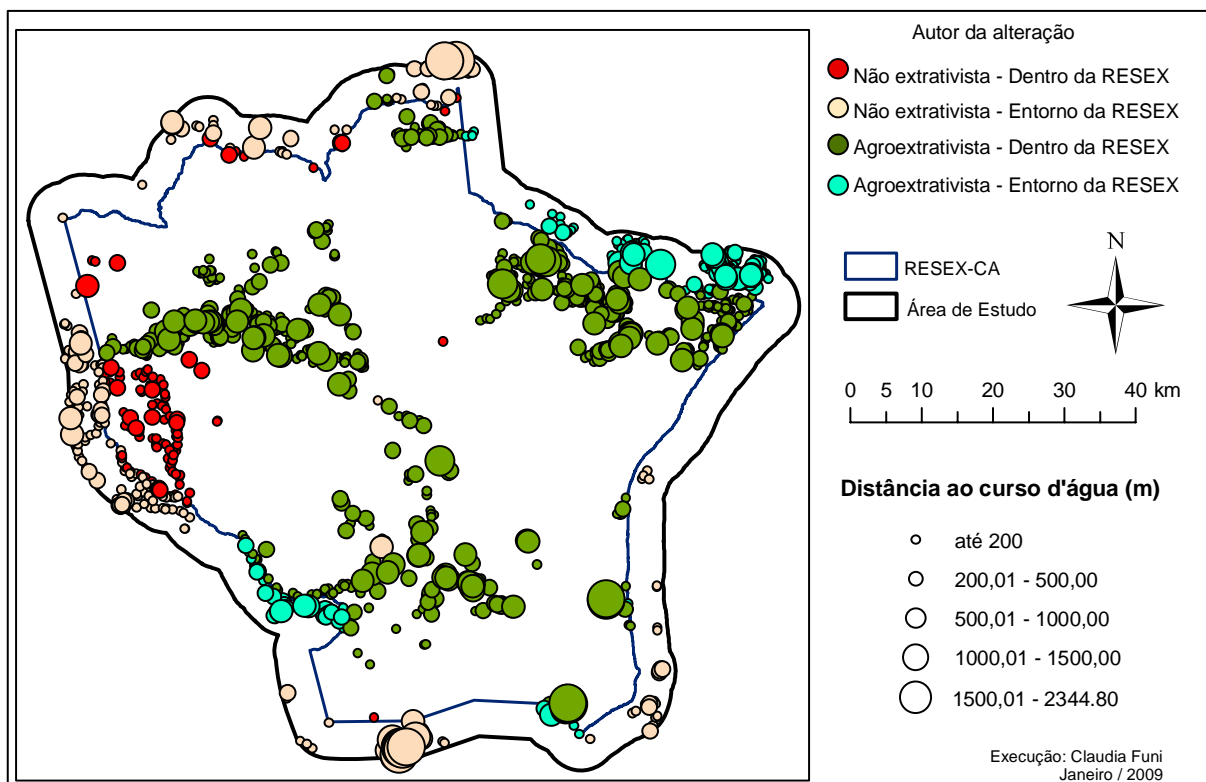 Autor da alteração
Não extrativista - Dentro da RESEX
Não extrativista - Entorno da RESEX
Agroextrativista - Dentro da RESEX
Agroextrativista - Entorno da RESEX
RESEX-CA
Área de Estudo
N
0 5 10 20 30 40 km
Distância ao curso d'água (m)
até 200
200,01 - 500,00
500,01 - 1000,00
1000,01 - 1500,00
1500,01 - 2344.80
Execução: Claudia Funi
Janeiro / 2009